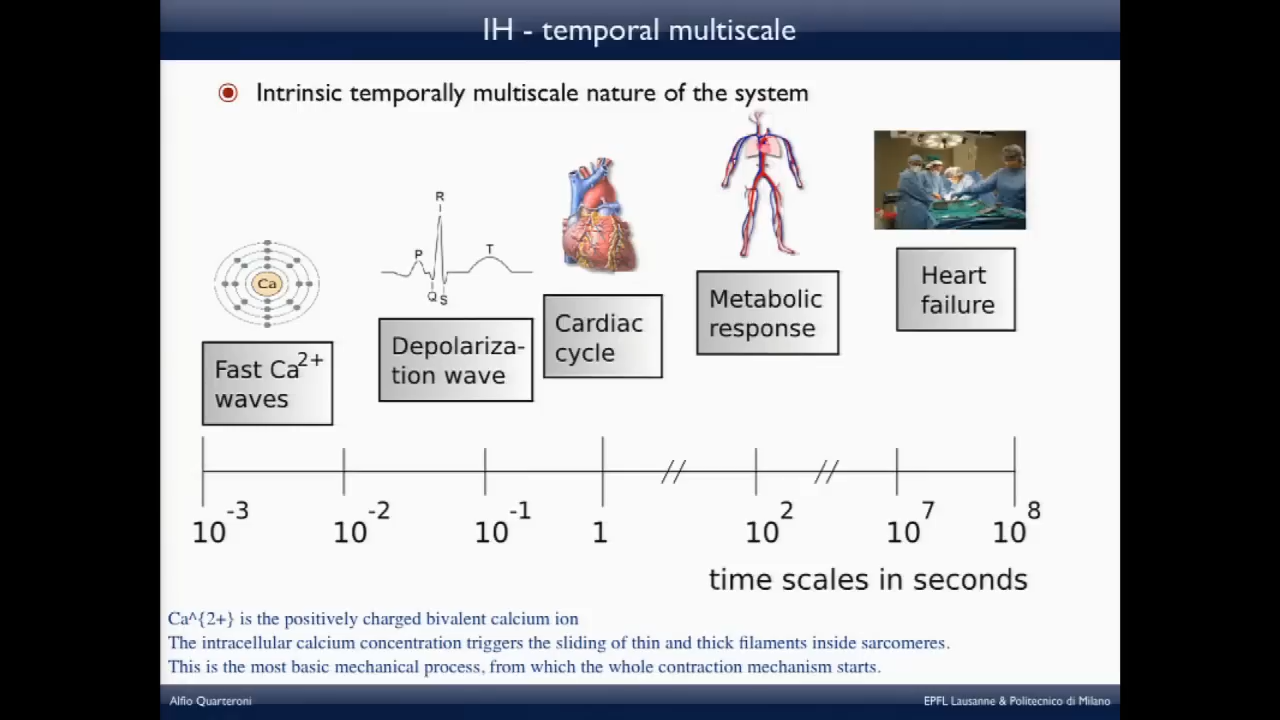 IH - temporal multiscale
Intrinsic temporally multiscale nature of the system
R
P
T
Q
S
Ca
Fast Ca2+
waves
Depolariza-
tion wave
Cardiac
cycle
Metabolic
response
Heart
failure
10-3 10-2 10-1 1 // 102 // 107 108
time scales in seconds
Ca^{2+} is the positively charged bivalent calcium ion
The intracellular calcium concentration triggers the sliding of thin and thick filaments inside sarcomeres.
This is the most basic mechanical process, from which the whole contraction mechanism starts.
Alfio Quarteroni
EPFL Lausanne & Politecnico di Milano